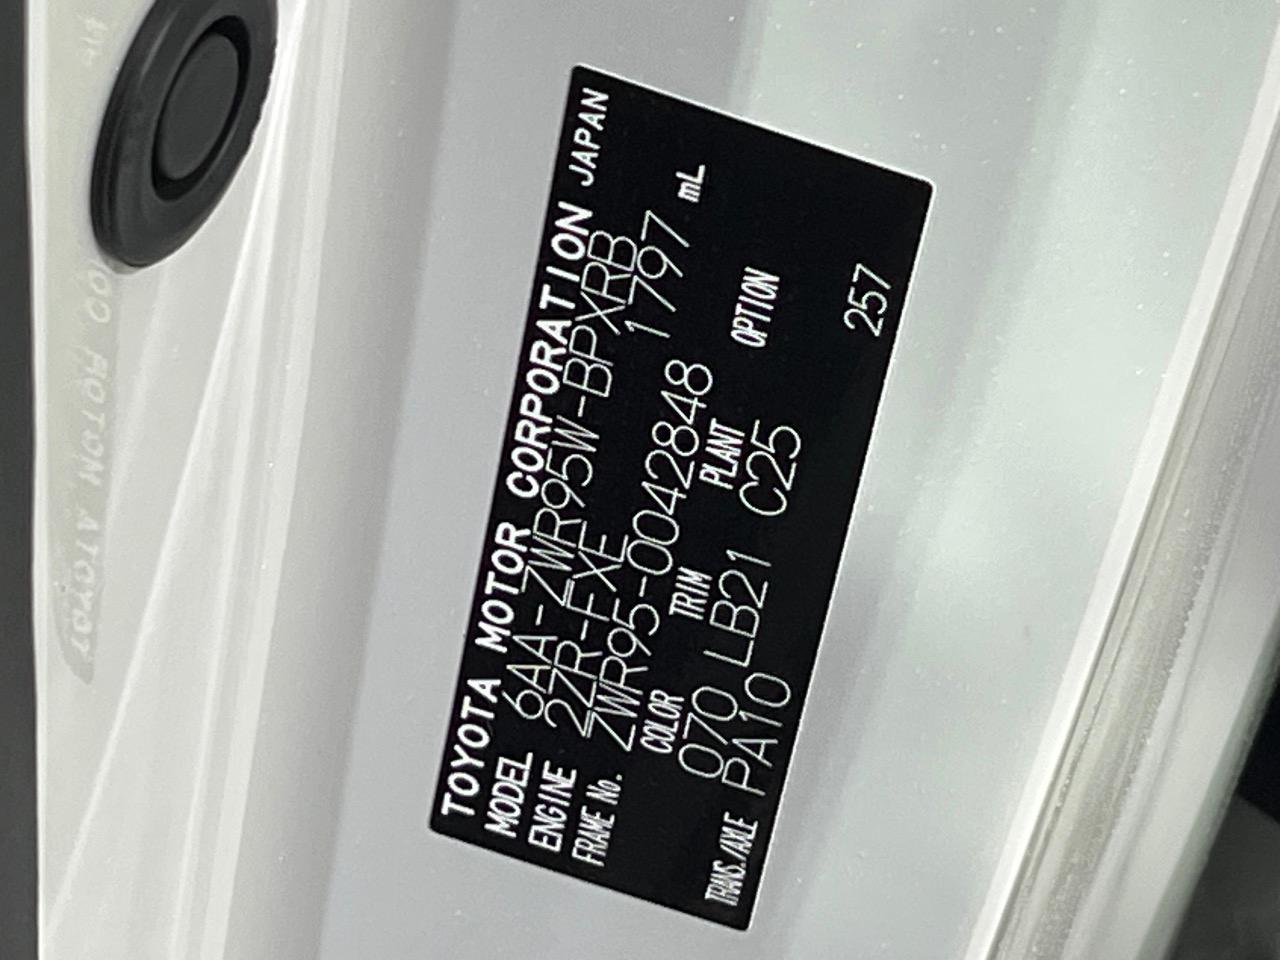 TOYOTA MOTOR CORPORATION JAPAN
MODEL 6AA-ZWR95W-BPXRB
ENGINE 2ZR-FXE 1797 mL
FRAME No. ZWR95-0042848
COLOR TRIM PLANT OPTION
070 LB21 C25
TRANS./AXLE PA10 257